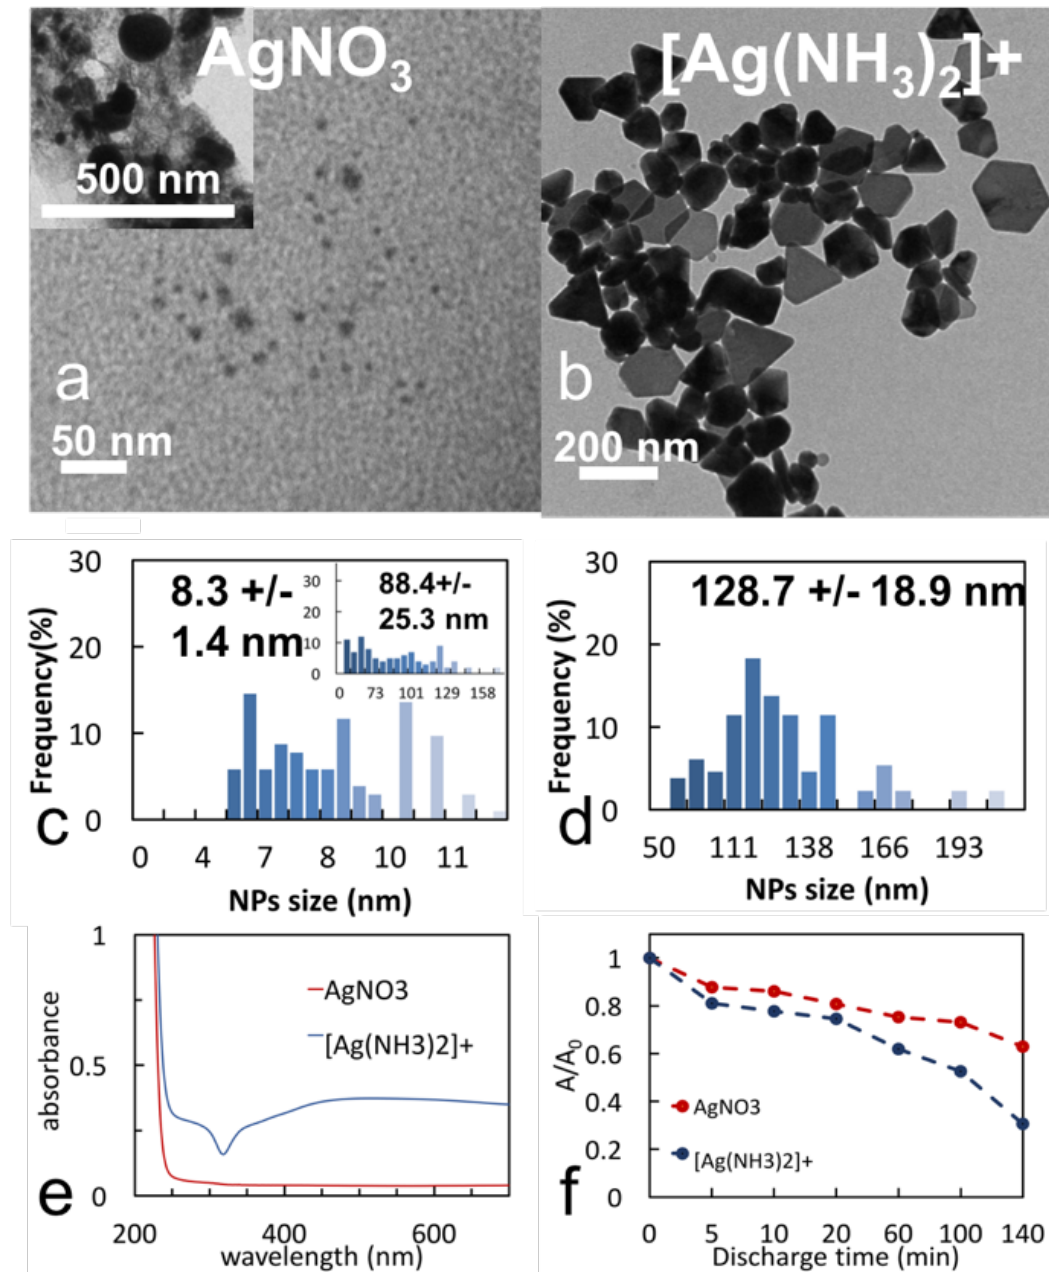 AgNO3
500 nm
a
50 nm
[Ag(NH3)2]+
b
200 nm
30
20
10
0
Frequency(%)
8.3 +/-
1.4 nm
30
20
10
0
88.4+/-
25.3 nm
0 73 101 129 158
c
0 4 7 8 10 11
NPs size (nm)
30
20
10
0
Frequency (%)
128.7 +/- 18.9 nm
d
50 111 138 166 193
NPs size (nm)
1
0.5
0
absorbance
AgNO3
[Ag(NH3)2]+
e
200 400 600
wavelength (nm)
1
0.8
0.6
0.4
0.2
0
A/A0
AgNO3
[Ag(NH3)2]+
f
0 5 10 20 60 100 140
Discharge time (min)